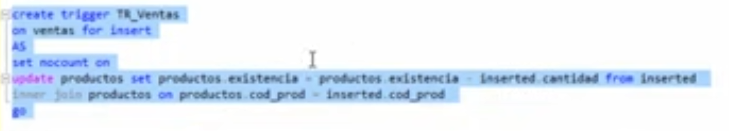 create trigger TR_Ventas
on ventas for insert
AS
set nocount on
update productos set productos.existencia = productos.existencia - inserted.cantidad from inserted
inner join productos on productos.cod_prod = inserted.cod_prod
go